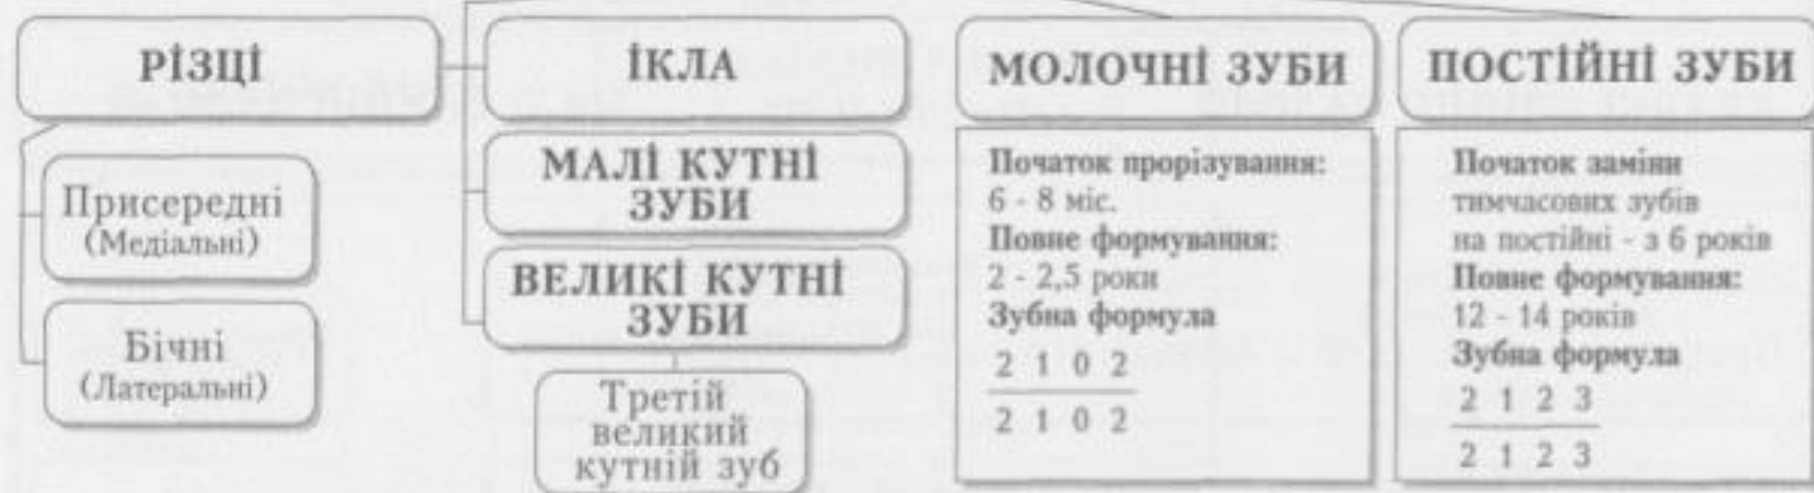 РІЗЦІ
Присередні
(Медіальні)
Бічні
(Латеральні)
ІКЛА
МАЛІ КУТНІ
ЗУБИ
ВЕЛИКІ КУТНІ
ЗУБИ
Третій
великий
кутній зуб
МОЛОЧНІ ЗУБИ
Початок прорізування:
6 - 8 міс.
Повне формування:
2 - 2,5 роки
Зубна формула
2 1 0 2
2 1 0 2
ПОСТІЙНІ ЗУБИ
Початок заміни
тимчасових зубів
на постійні - з 6 років
Повне формування:
12 - 14 років
Зубна формула
2 1 2 3
2 1 2 3